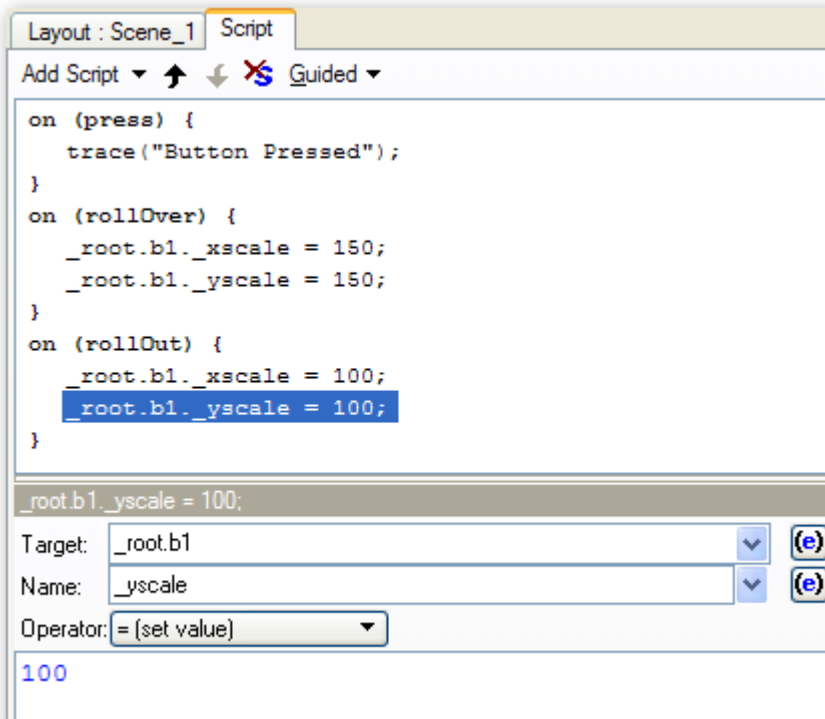 Layout : Scene_1 Script
Add Script Guided
on (press) {
trace("Button Pressed");
}
on (rollOver) {
_root.b1._xscale = 150;
_root.b1._yscale = 150;
}
on (rollOut) {
_root.b1._xscale = 100;
_root.b1._yscale = 100;
}
_root.b1._yscale = 100;
Target: _root.b1 (e)
Name: _yscale (e)
Operator: = (set value)
100